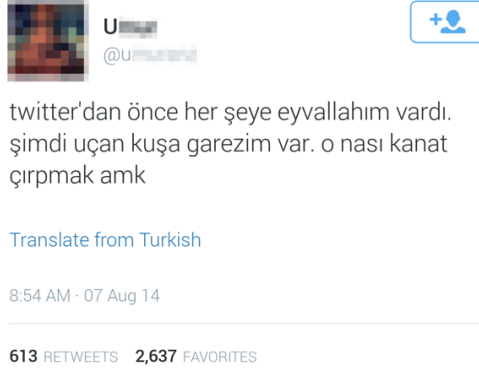 twitter'dan önce her şeye eyvallahım vardı.
şimdi uçan kuşa garezim var. o nası kanat
çırpmak amk
Translate from Turkish
8:54 AM · 07 Aug 14
613 RETWEETS 2,637 FAVORITES